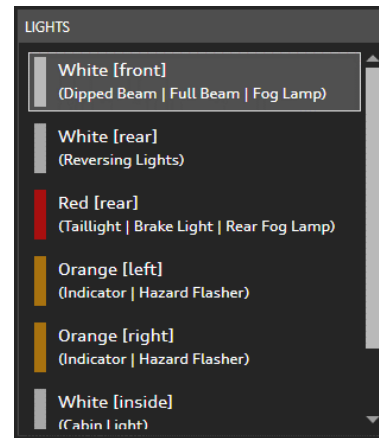 LIGHTS
White [front]
(Dipped Beam | Full Beam | Fog Lamp)
White [rear]
(Reversing Lights)
Red [rear]
(Taillight | Brake Light | Rear Fog Lamp)
Orange [left]
(Indicator | Hazard Flasher)
Orange [right]
(Indicator | Hazard Flasher)
White [inside]
(Cabin Light)